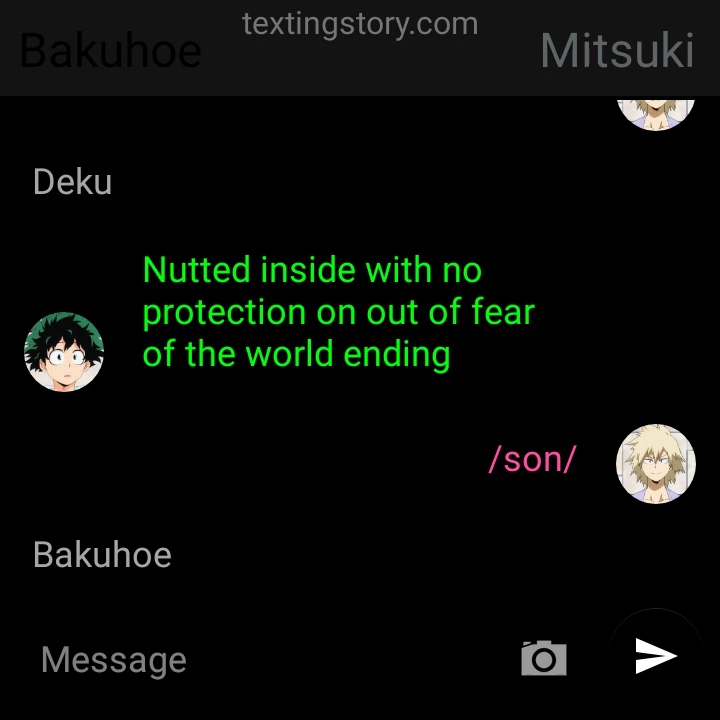 textingstory.com
Bakuhoe
Mitsuki
Deku
Nutted inside with no
protection on out of fear
of the world ending
/son/
Bakuhoe
Message